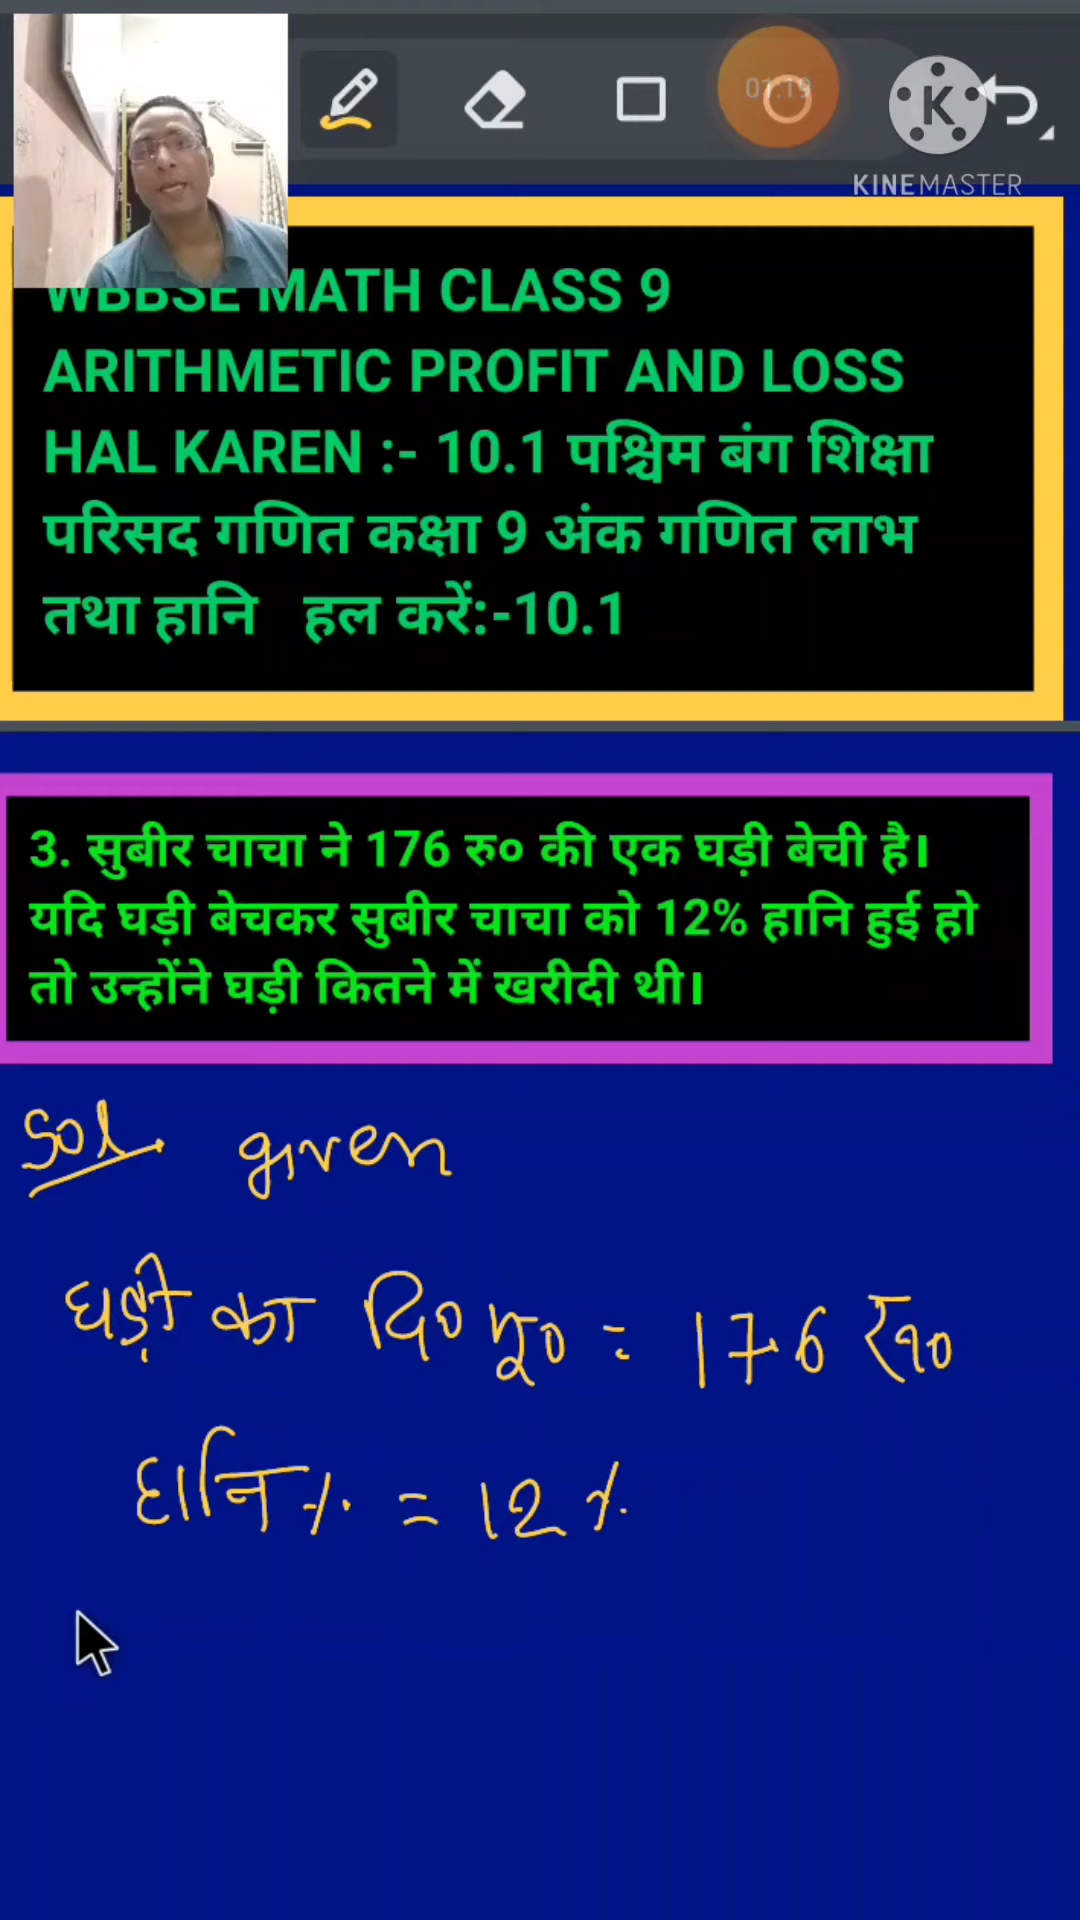 01:19
K
KINEMASTER
WBBSE MATH CLASS 9
ARITHMETIC PROFIT AND LOSS
HAL KAREN :- 10.1 पश्चिम बंग शिक्षा
परिसद गणित कक्षा 9 अंक गणित लाभ
तथा हानि हल करें:-10.1
3. सुबीर चाचा ने 176 रु० की एक घड़ी बेची है।
यदि घड़ी बेचकर सुबीर चाचा को 12% हानि हुई हो
तो उन्होंने घड़ी कितने में खरीदी थी।
Sol. given
घड़ी का वि० मू० = 176 रु०
हानि % = 12 %